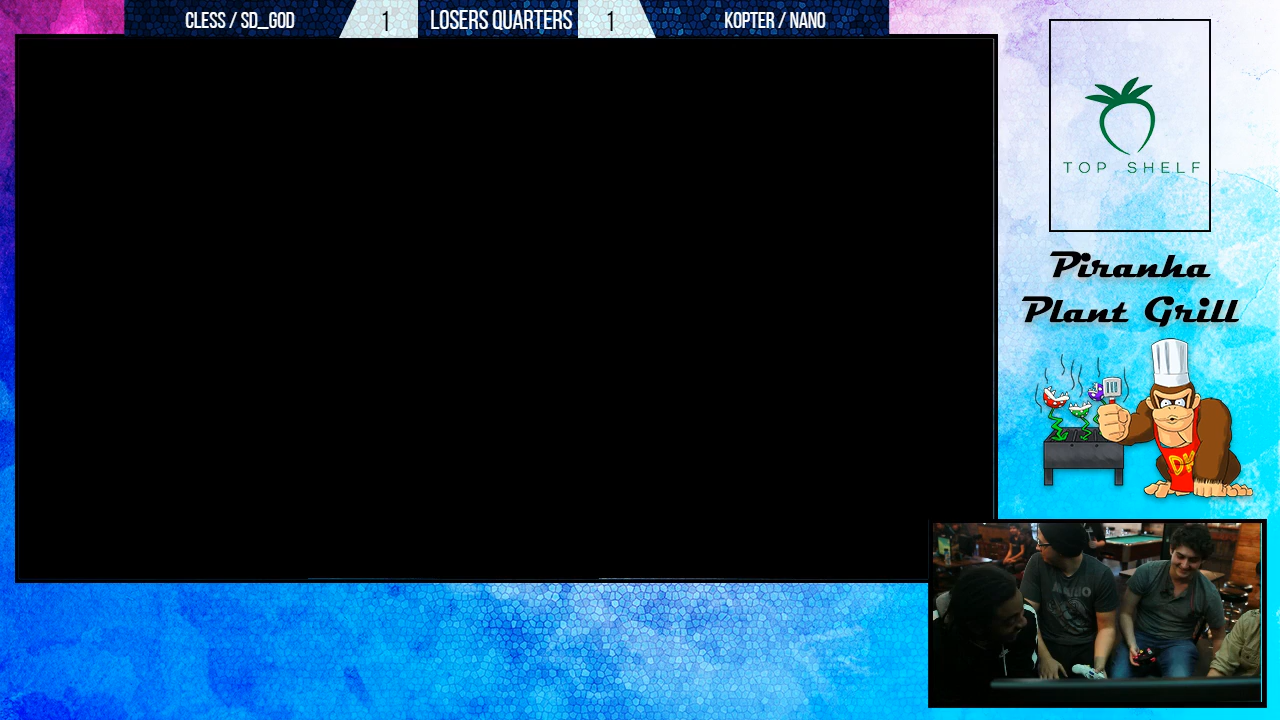 CLESS / SD_GOD
1
LOSERS QUARTERS
1
KOPTER / NANO
TOP SHELF
Piranha
Plant Grill
DK